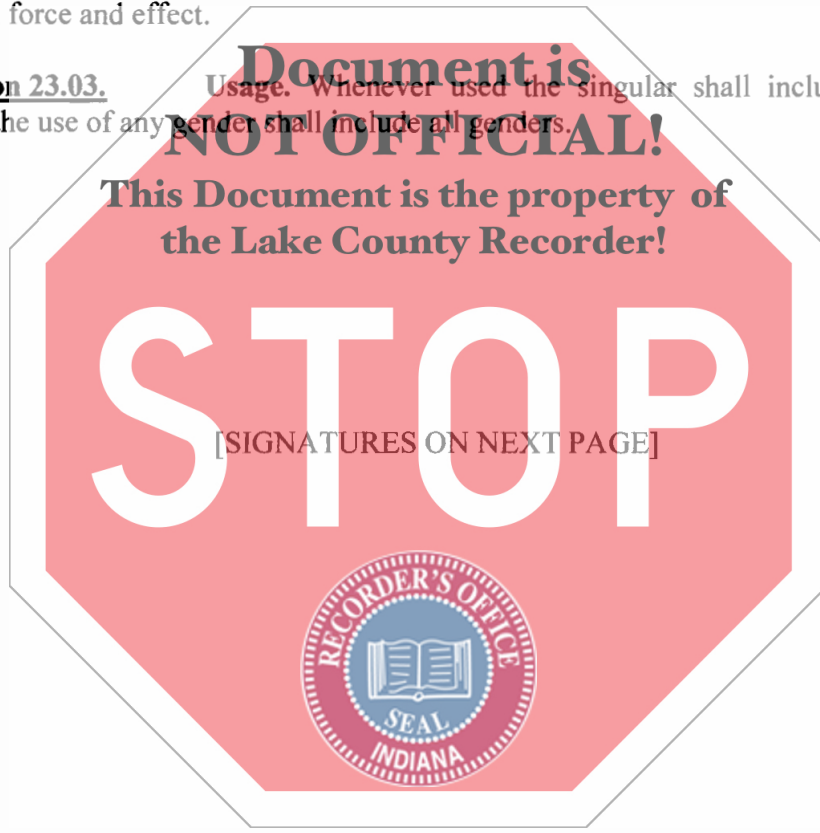 force and effect.
Document is
on 23.03. Usage. Whenever used the singular shall inclu
he use of any gender shall include all genders.
NOT OFFICIAL!
This Document is the property of
the Lake County Recorder!
STOP
[SIGNATURES ON NEXT PAGE]
RECORDER'S OFFICE
SEAL
INDIANA